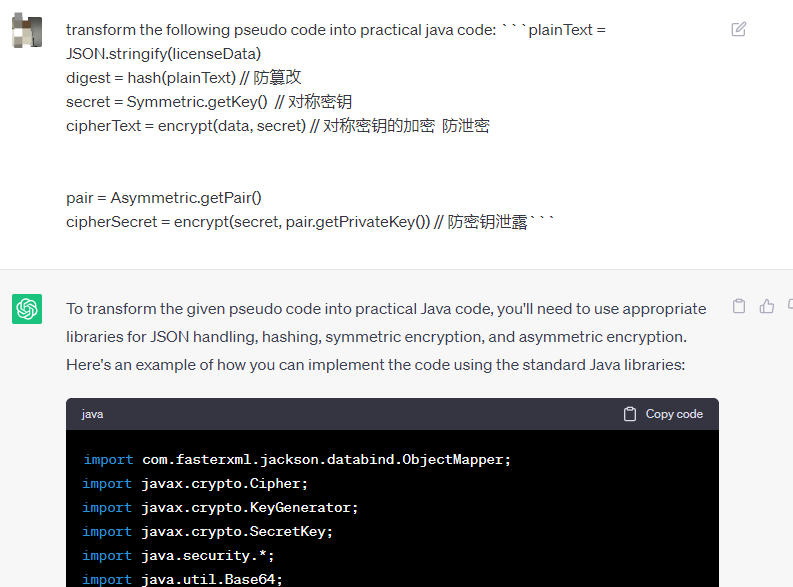 transform the following pseudo code into practical java code: ```plainText =
JSON.stringify(licenseData)
digest = hash(plainText) // 防篡改
secret = Symmetric.getKey()  // 对称密钥
cipherText = encrypt(data, secret) // 对称密钥的加密  防泄密
pair = Asymmetric.getPair()
cipherSecret = encrypt(secret, pair.getPrivateKey()) // 防密钥泄露```
To transform the given pseudo code into practical Java code, you'll need to use appropriate
libraries for JSON handling, hashing, symmetric encryption, and asymmetric encryption.
Here's an example of how you can implement the code using the standard Java libraries:
java
Copy code
import com.fasterxml.jackson.databind.ObjectMapper;
import javax.crypto.Cipher;
import javax.crypto.KeyGenerator;
import javax.crypto.SecretKey;
import java.security.*;
import java.util.Base64;